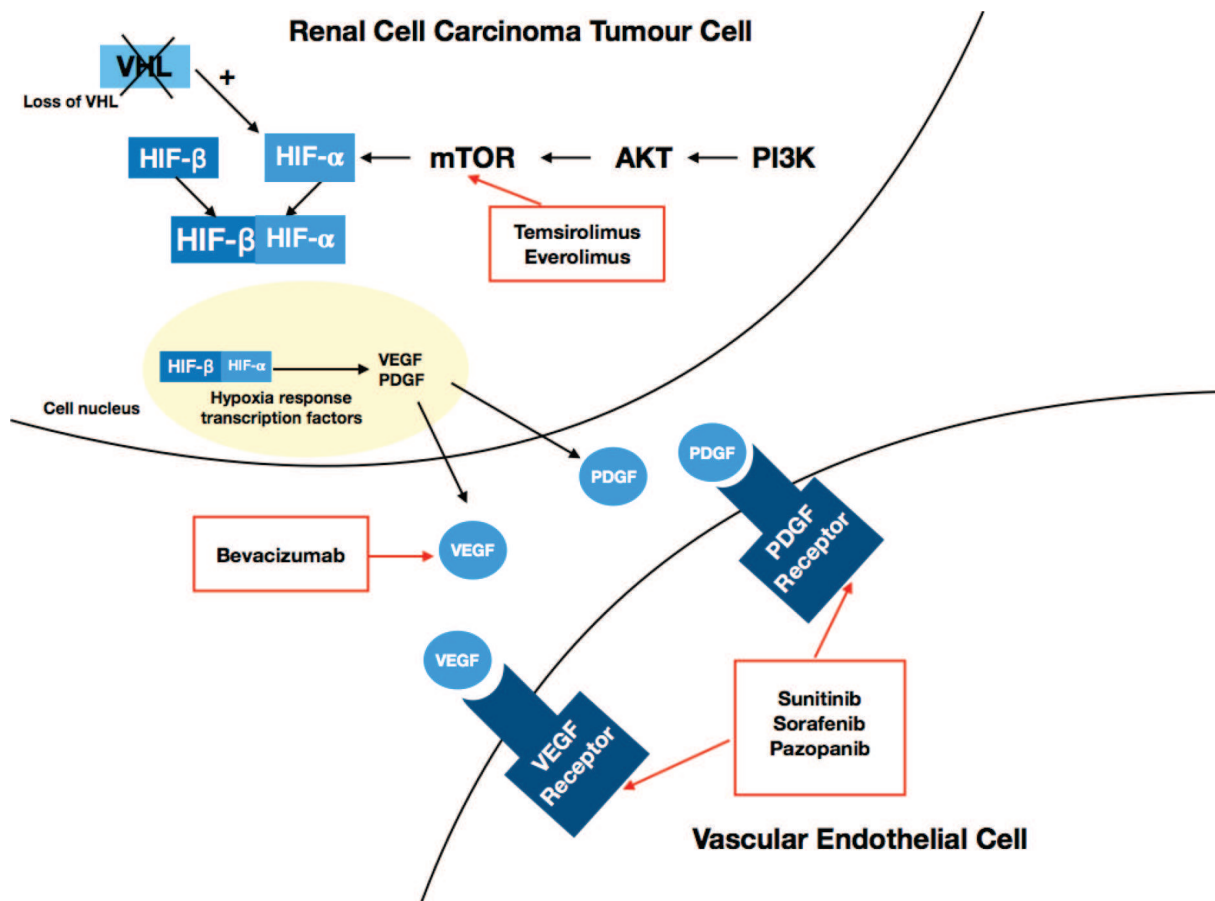 Renal Cell Carcinoma Tumour Cell
VHL
+
Loss of VHL
HIF-β
HIF-α
mTOR
AKT
PI3K
HIF-β
HIF-α
Temsirolimus
Everolimus
HIF-β
HIF-α
VEGF
PDGF
Hypoxia response
transcription factors
Cell nucleus
PDGF
PDGF
PDGF
Receptor
Bevacizumab
VEGF
VEGF
VEGF
Receptor
Sunitinib
Sorafenib
Pazopanib
Vascular Endothelial Cell